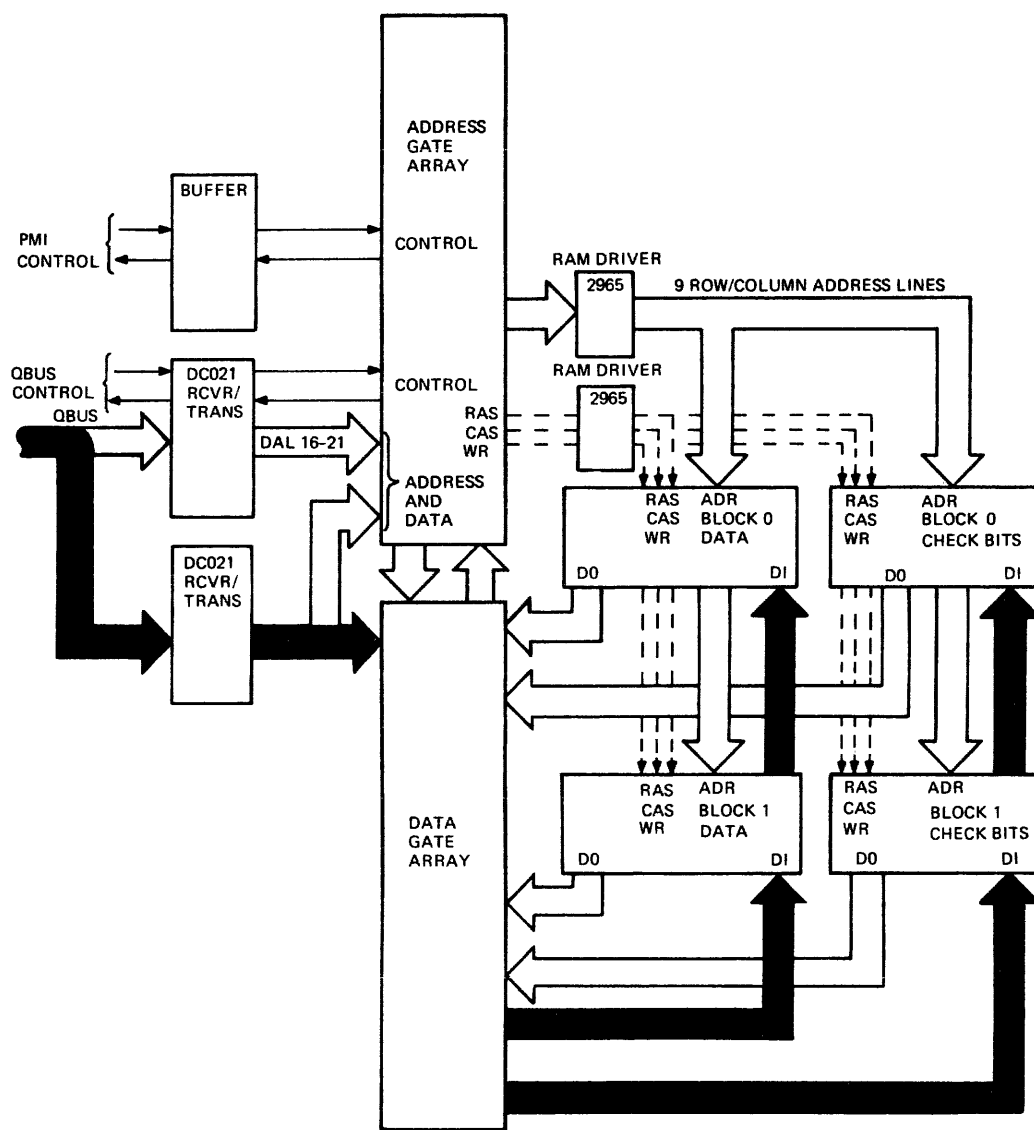 ADDRESS
GATE
ARRAY
BUFFER
PMI
CONTROL
CONTROL
RAM DRIVER
2965
9 ROW/COLUMN ADDRESS LINES
QBUS
CONTROL
DC021
RCVR/
TRANS
CONTROL
RAM DRIVER
2965
QBUS
DAL 16-21
RAS
CAS
WR
ADDRESS
AND
DATA
RAS
CAS
WR
ADR
BLOCK 0
DATA
D0
DI
RAS
CAS
WR
ADR
BLOCK 0
CHECK BITS
D0
DI
DC021
RCVR/
TRANS
DATA
GATE
ARRAY
RAS
CAS
WR
ADR
BLOCK 1
DATA
D0
DI
RAS
CAS
WR
ADR
BLOCK 1
CHECK BITS
D0
DI